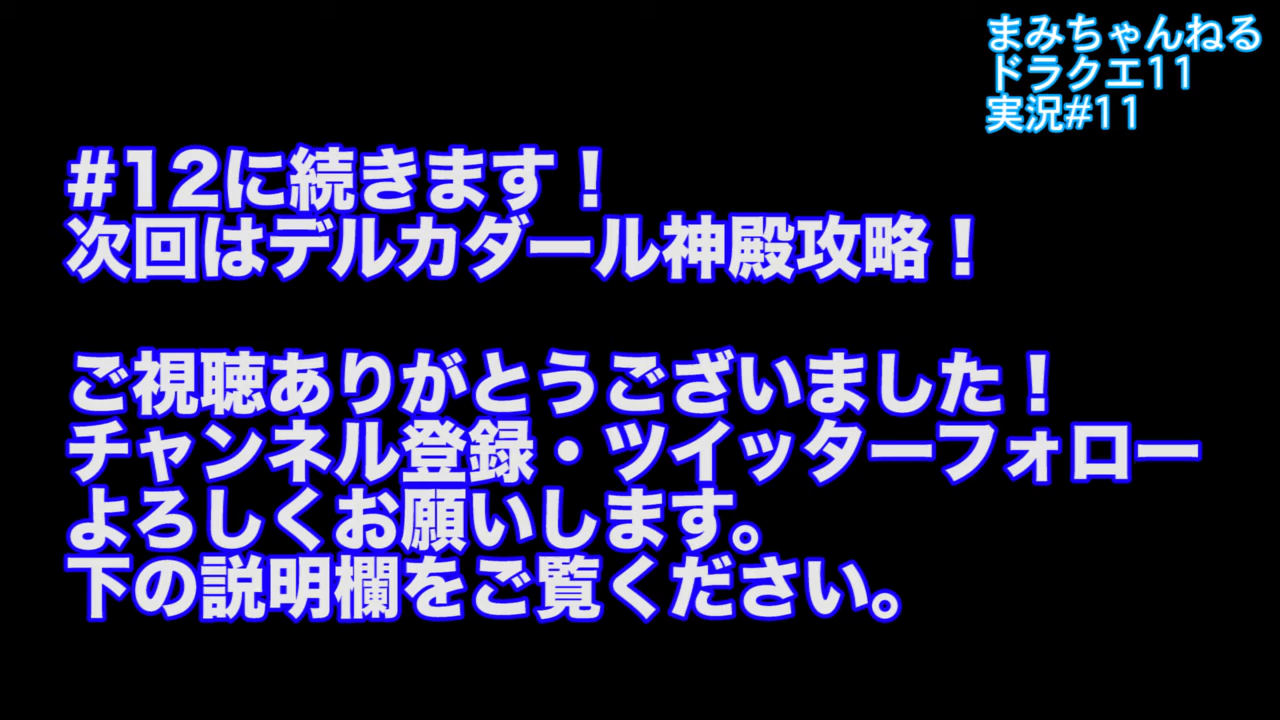 まみちゃんねる
ドラクエ11
実況#11
#12に続きます！
次回はデルカダール神殿攻略！
ご視聴ありがとうございました！
チャンネル登録・ツイッターフォロー
よろしくお願いします。
下の説明欄をご覧ください。